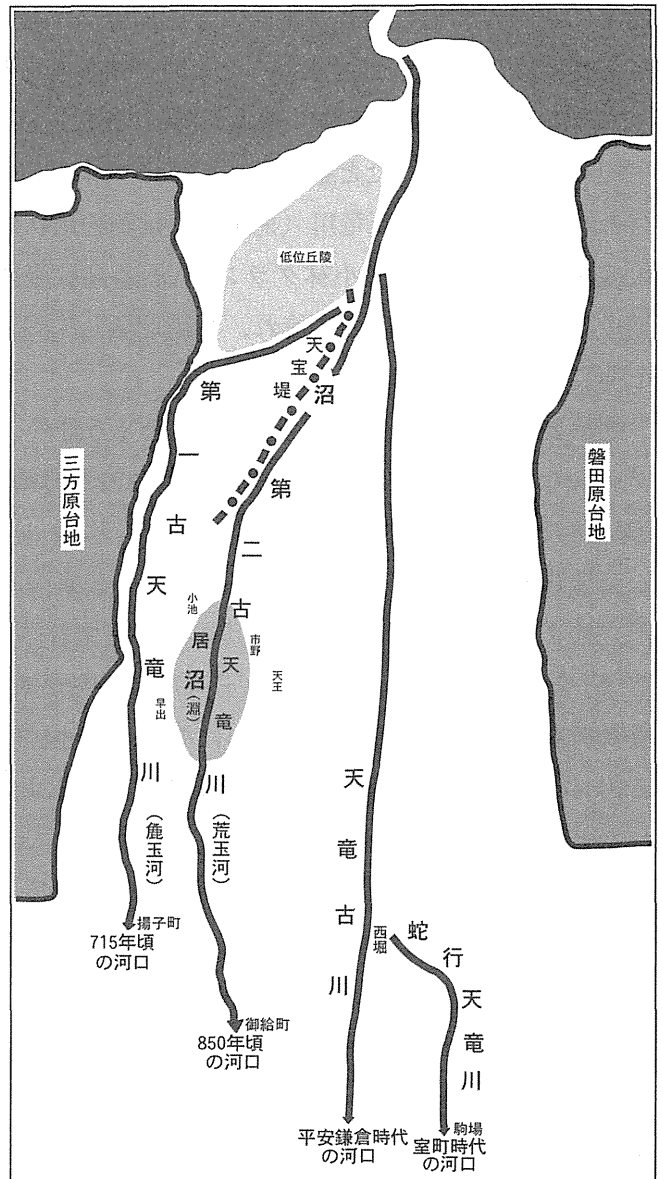 低位丘陵
天宝堤
沼
三方原台地
磐田原台地
第一古天竜川
(麁玉河)
第二古天竜川
(荒玉河)
小池
居沼
(淵)
市野
天王
早出
天竜古川
西堀
蛇行天竜川
揚子町
715年頃
の河口
御給町
850年頃
の河口
平安鎌倉時代
の河口
駒場
室町時代
の河口